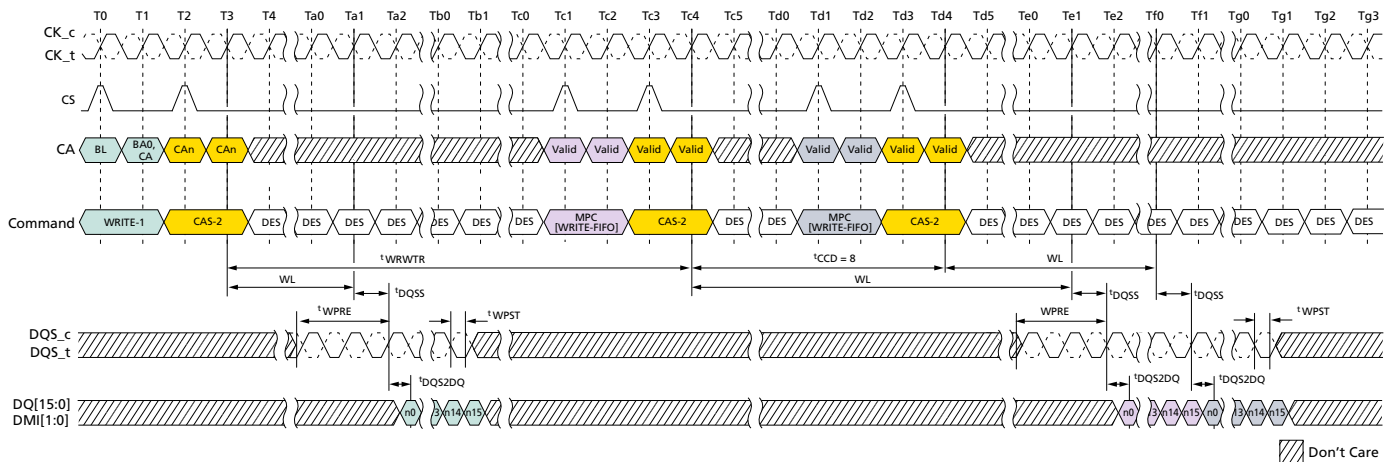 T0 T1 T2 T3 T4 Ta0 Ta1 Ta2 Tb0 Tb1 Tc0 Tc1 Tc2 Tc3 Tc4 Tc5 Td0 Td1 Td2 Td3 Td4 Td5 Te0 Te1 Te2 Tf0 Tf1 Tg0 Tg1 Tg2 Tg3
CK_c
CK_t
CS
CA BL BA0, CA CAn CAn Valid Valid Valid Valid Valid Valid Valid Valid
Command WRITE-1 CAS-2 DES DES DES DES DES DES DES MPC [WRITE-FIFO] CAS-2 DES DES DES MPC [WRITE-FIFO] CAS-2 DES DES DES DES DES DES DES DES DES DES
tWRWTR tCCD = 8 WL
WL WL
tDQSS tDQSS tDQSS
tWPRE tWPST WPRE tWPST
DQS_c
DQS_t
tDQS2DQ tDQS2DQ tDQS2DQ
DQ[15:0]
DMI[1:0]
n0 n14 n15 n0 n14 n15 n0 n14 n15
Don't Care